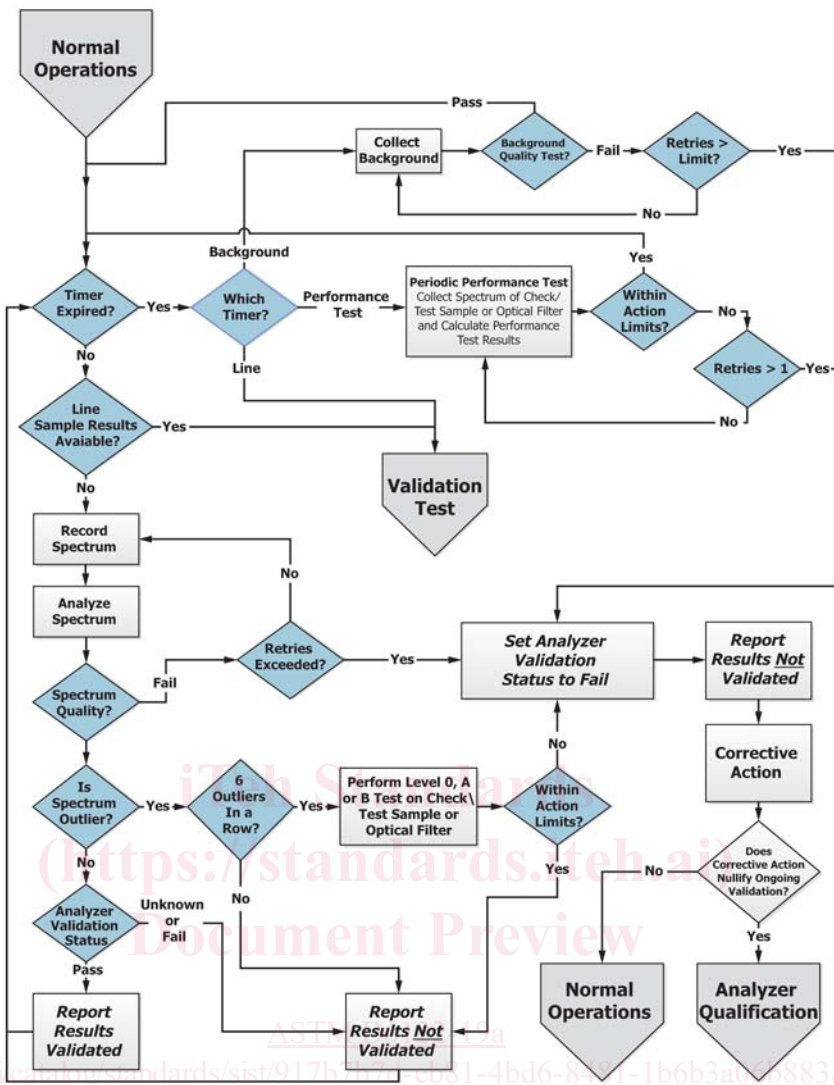 Normal
Operations
Pass
Collect
Background
Background
Quality Test?
Fail
Retries >
Limit?
Yes
No
Background
Yes
Timer
Expired?
Yes
Which
Timer?
Performance
Test
Periodic Performance Test
Collect Spectrum of Check/
Test Sample or Optical Filter
and Calculate Performance
Test Results
Within
Action
Limits?
No
No
Line
Retries > 1
Yes
No
Line
Sample Results
Avaiable?
Yes
Validation
Test
No
Record
Spectrum
No
Analyze
Spectrum
Retries
Exceeded?
Yes
Set Analyzer
Validation
Status to Fail
Report
Results Not
Validated
Fail
Spectrum
Quality?
No
Corrective
Action
iTeh Standards
Is
Spectrum
Outlier?
Yes
6
Outliers
In a
Row?
Yes
Perform Level 0, A
or B Test on Check\
Test Sample or
Optical Filter
Within
Action
Limits?
(https://standards.iteh.ai)
No
Yes
No
Does
Corrective Action
Nullify Ongoing
Validation?
No
Analyzer
Validation
Status
Unknown
or
Fail
Document Preview
Yes
Pass
Report
Results
Validated
Report
Results Not
Validated
Normal
Operations
Analyzer
Qualification